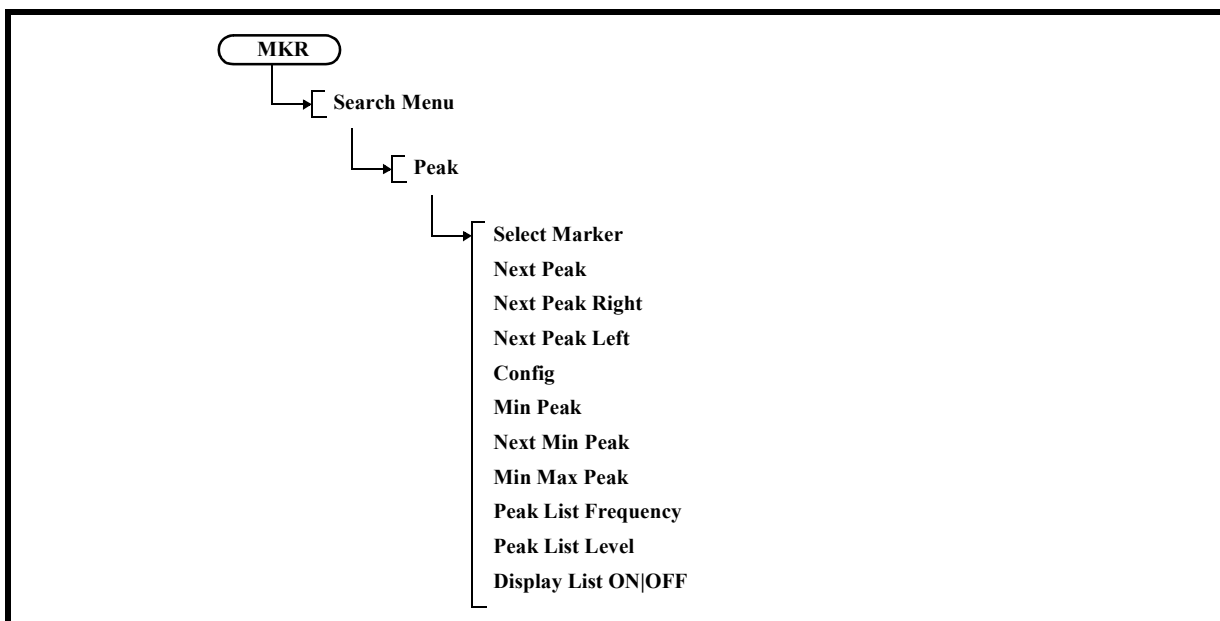 MKR
Search Menu
Peak
Select Marker
Next Peak
Next Peak Right
Next Peak Left
Config
Min Peak
Next Min Peak
Min Max Peak
Peak List Frequency
Peak List Level
Display List ON|OFF